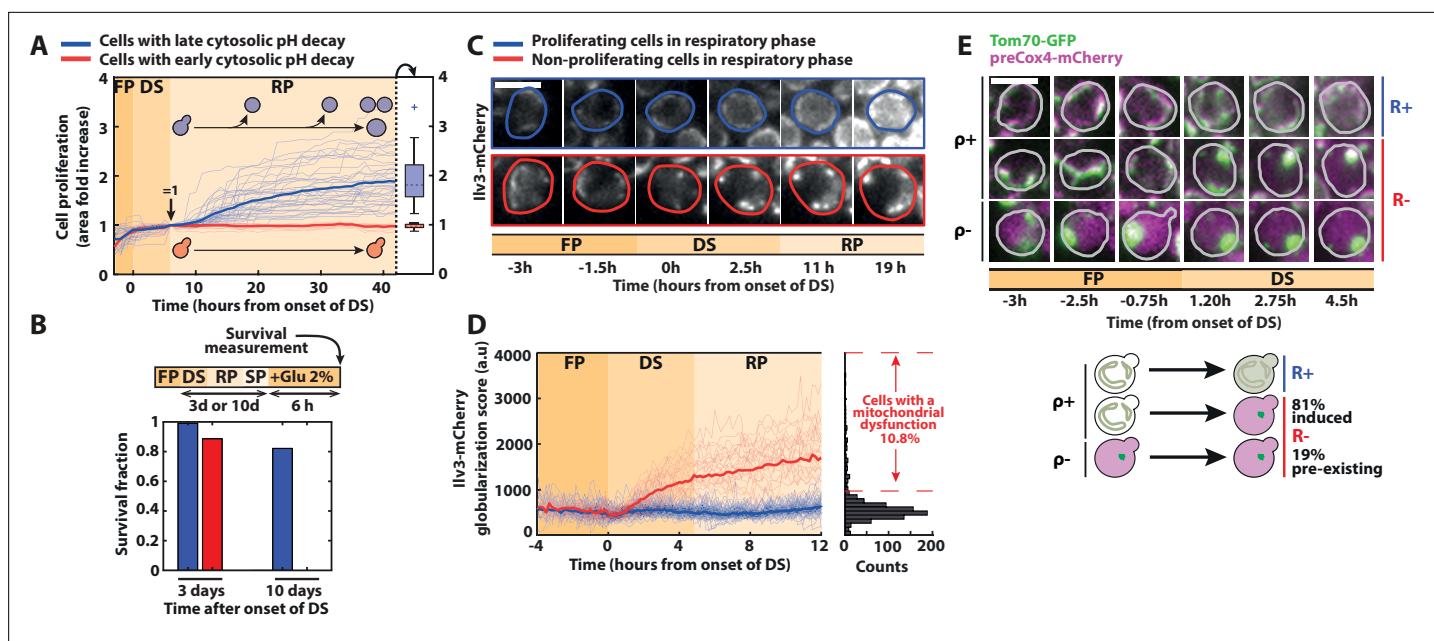 A
Cells with late cytosolic pH decay
Cells with early cytosolic pH decay
FP DS RP
4
3
2
1
0
=1
4
3
2
1
0
0 10 20 30 40
Cell proliferation
(area fold increase)
Time (hours from onset of DS)
B
Survival
measurement
FP DS RP SP +Glu 2%
3d or 10d 6 h
1
0.8
0.6
0.4
0.2
0
Survival fraction
3 days 10 days
Time after onset of DS
C
Proliferating cells in respiratory phase
Non-proliferating cells in respiratory phase
Ilv3-mCherry
FP DS RP
-3h -1.5h 0h 2.5h 11 h 19 h
Time (hours from onset of DS)
D
4000
3000
2000
1000
500
0
Ilv3-mCherry
globularization score (a.u)
FP DS RP
-4 0 4 8 12
Time (hours from onset of DS)
Cells with a
mitochondrial
dysfunction
10.8%
0 100 200
Counts
E
Tom70-GFP
preCox4-mCherry
ρ+
ρ-
R+
R-
FP DS
-3h -2.5h -0.75h 1.20h 2.75h 4.5h
Time (from onset of DS)
ρ+
ρ-
R+
81%
induced
R-
19%
pre-existing